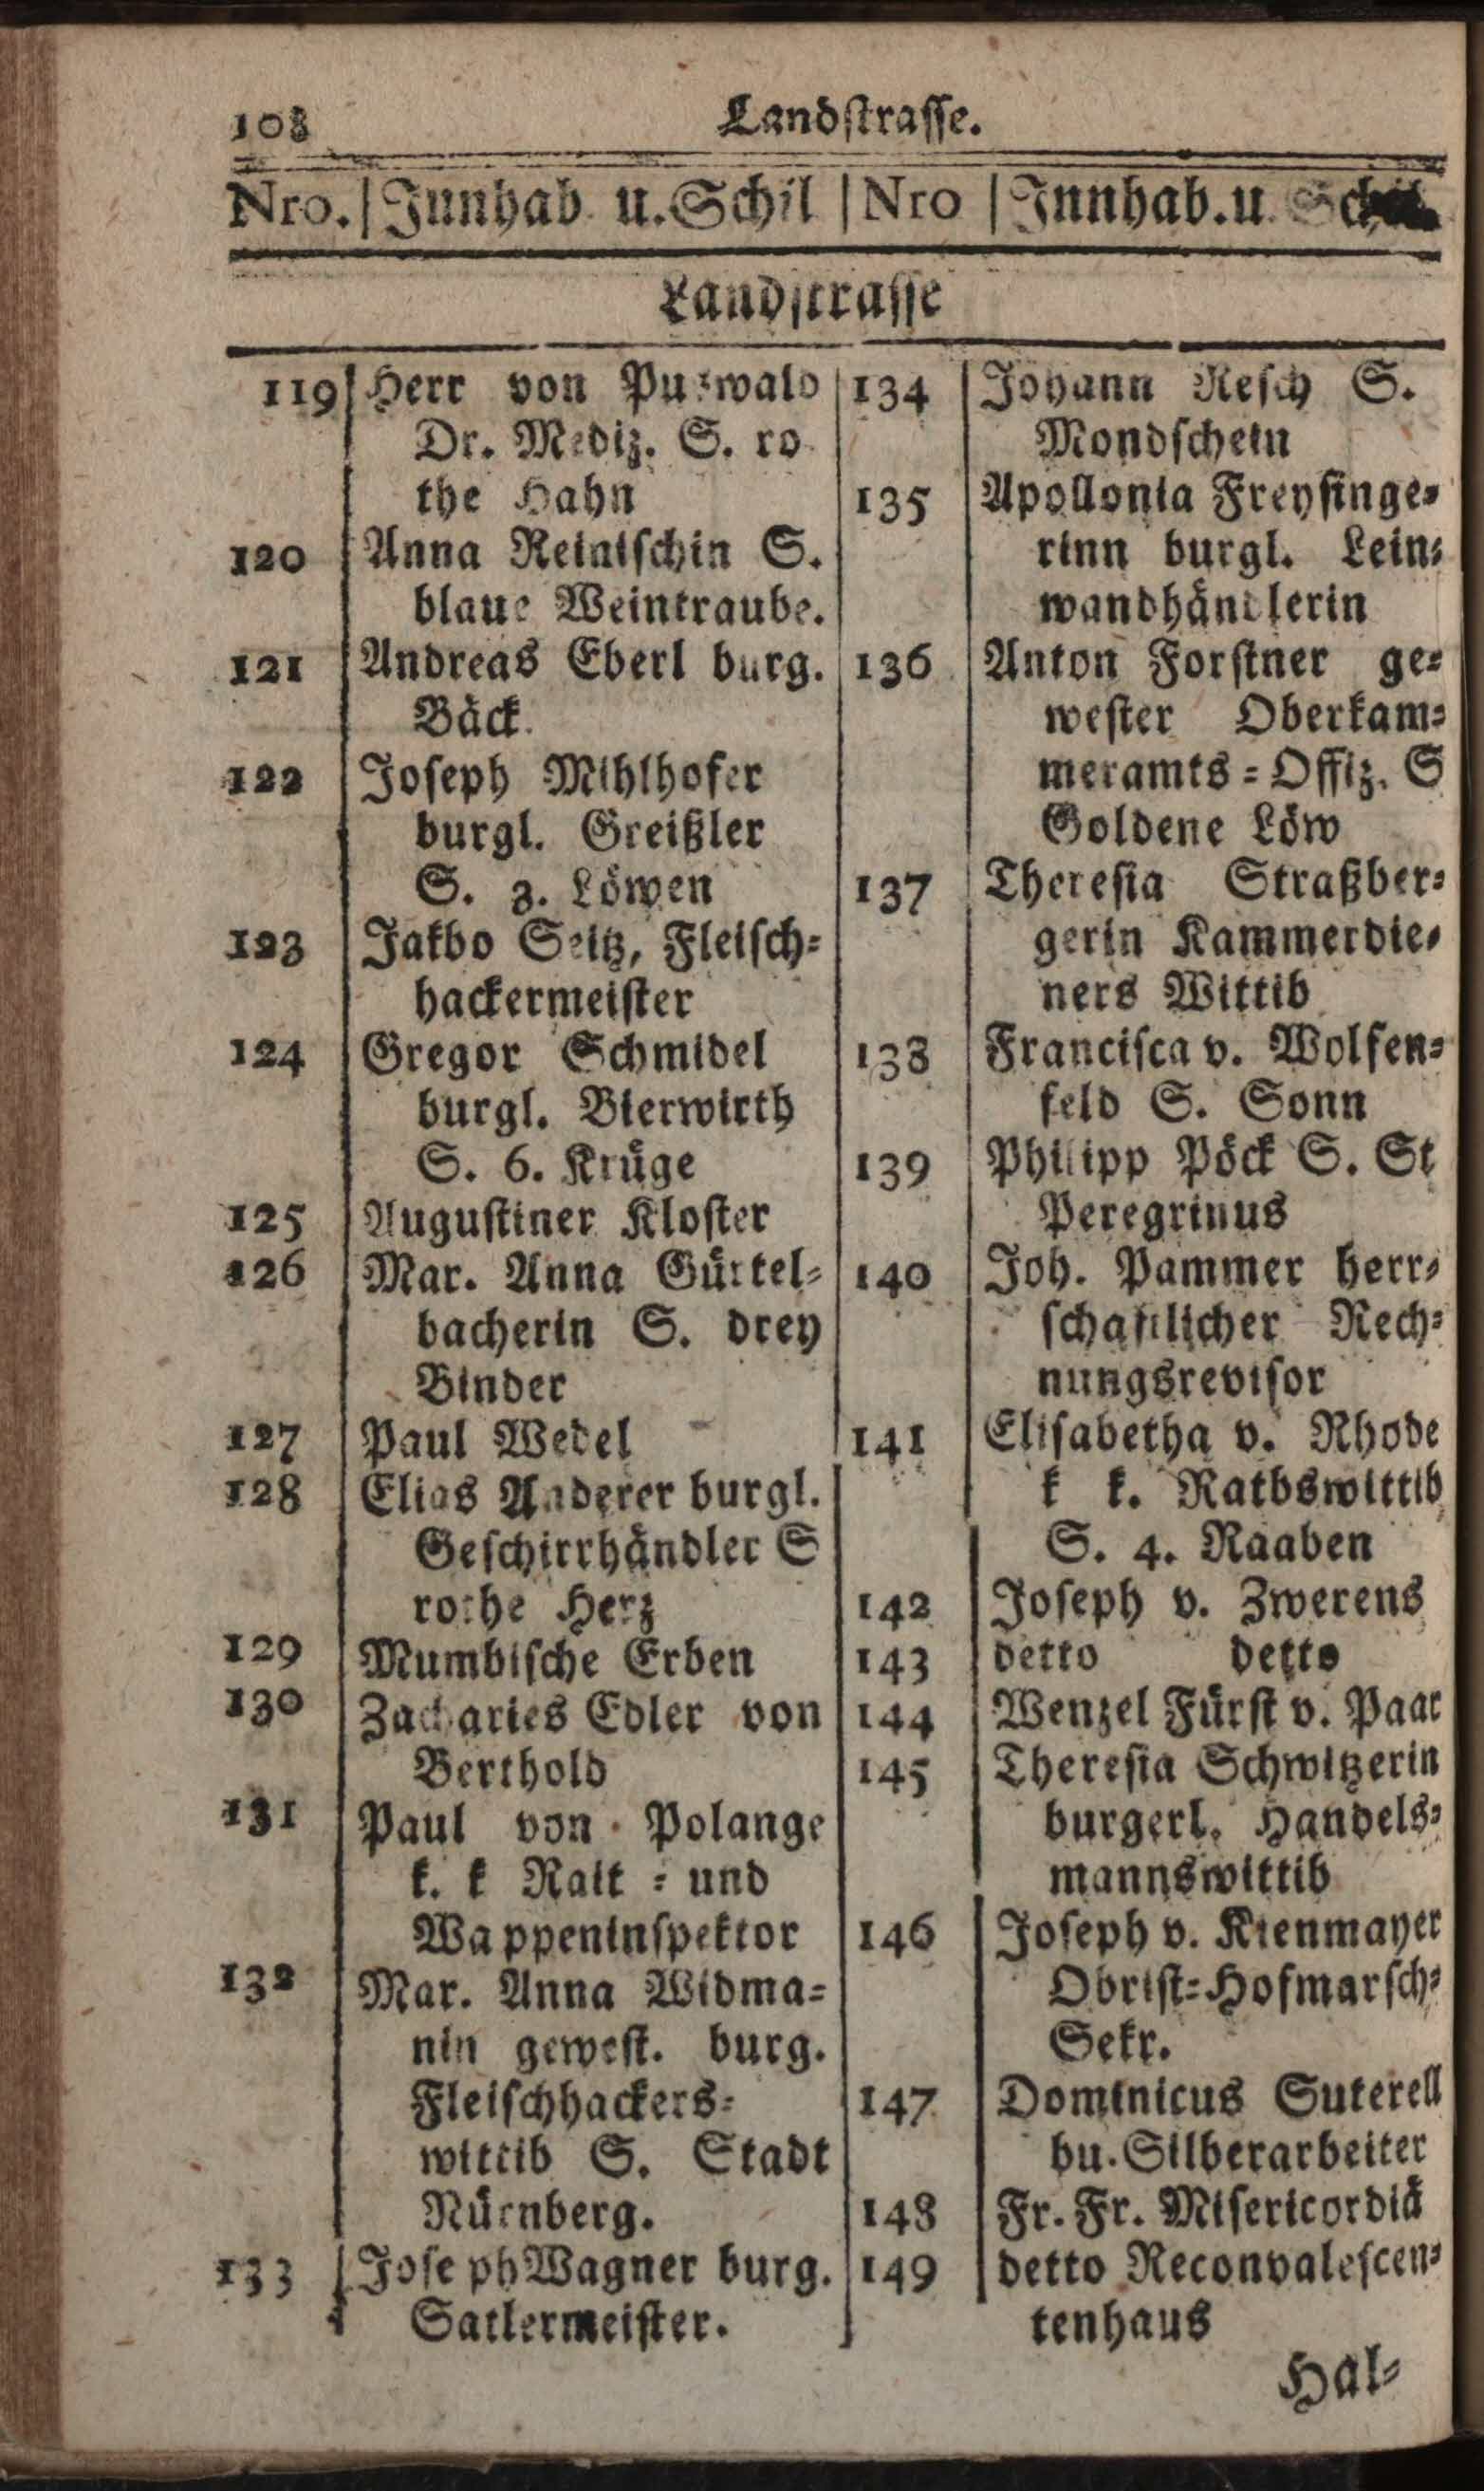 108 Landstrasse.
Nro. Innhab. u. Schil Nro Innhab. u.
Landstrasse
119 Herr von
Dr. Mediz. S. ro
the Hahn
120 Anna Reinischin S.
blaue Weintraube.
121 Andreas Eberl burg.
Bäck.
122 Joseph Mihlhofer
burgl. Greißler
S. z. Löwen
123 Jakbo Seitz, Fleisch-
hackermeister
124 Gregor Schmidel
burgl. Bierwirth
S. 6. Krüge
125 Augustiner Kloster
126 Mar. Anna Gürtel-
bacherin S. drey
Binder
127 Paul Wedel
128 Elias Anderer burgl.
Geschirrhändler S
rothe Herz
129 Mumbische Erben
130 Zacharies Edler von
Berthold
131 Paul von Polange
k. k Rait - und
Wappeninspektor
132 Mar. Anna Widma-
nin gewest. burg.
Fleischhackers-
wittib S. Stadt
Nürnberg.
133 Joseph Wagner burg.
Satlermeister.
134 Johann Resch S.
Mondschein
135 Apollonia Freysinge-
rinn burgl. Lein-
wandhändlerin
136 Anton Forstner ge-
wester Oberkam-
meramts-Offiz. S
Goldene Löw
137 Theresia Straßber-
gerin Kammerdie-
ners Wittib
138 Francisca v. Wolfen-
feld S. Sonn
139 Philipp Pöck S. St
Peregrinus
140 Joh. Pammer herr-
schaftlicher Rech-
nungsrevisor
141 Elisabetha v. Rhode
k k. Rathswittib
S. 4. Raaben
142 Joseph v. Zwerens
143 detto detto
144 Wenzel Fürst v. Paar
145 Theresia Schwitzerin
burgerl. Handels-
mannswittib
146 Joseph v. Kienmayer
Obrist-Hofmarsch-
Sekr.
147 Dominicus Suterell
bu. Silberarbeiter
148 Fr. Fr. Misericordiä
149 detto Reconvalescen-
tenhaus
Hal-